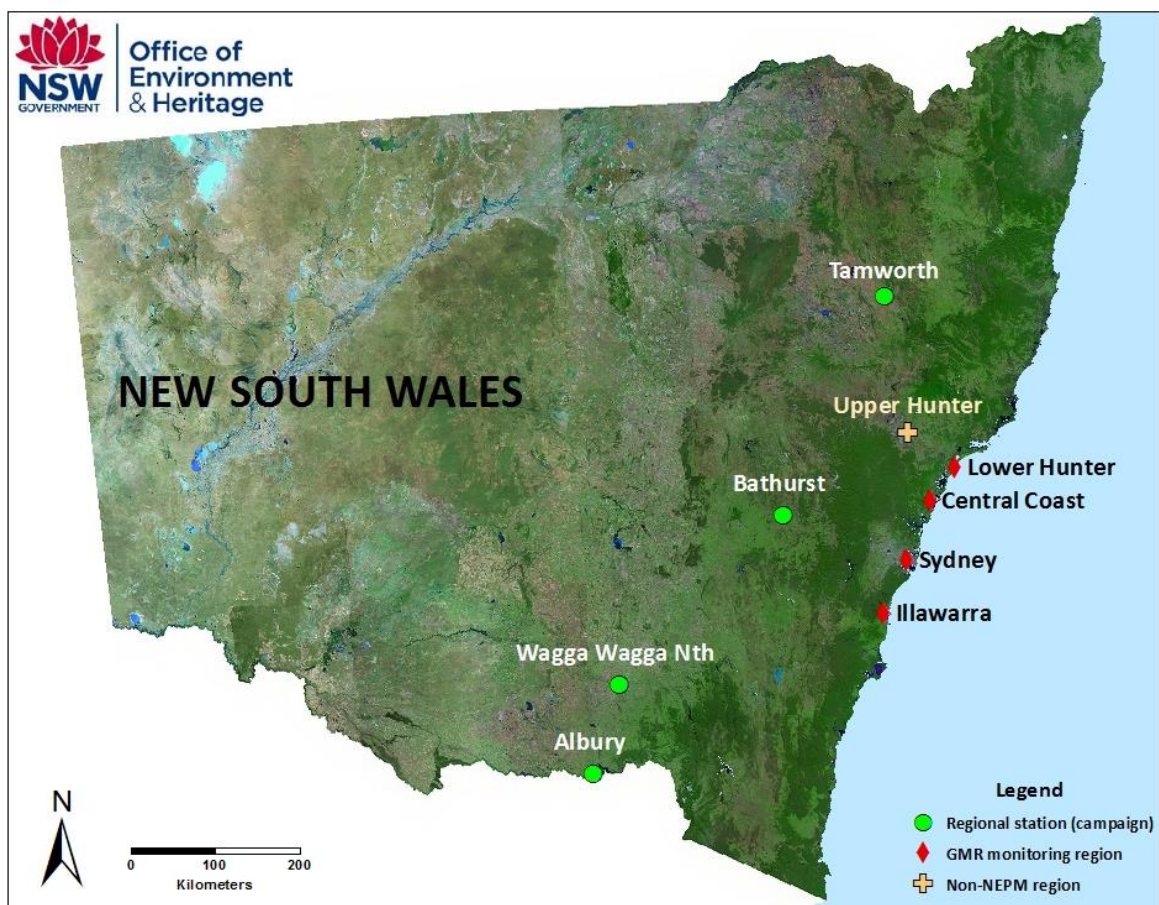 NSW
GOVERNMENT
Office of
Environment
& Heritage
Tamworth
NEW SOUTH WALES
Upper Hunter
Lower Hunter
Bathurst
Central Coast
Sydney
Illawarra
Wagga Wagga Nth
Albury
N
0 100 200
Kilometers
Legend
Regional station (campaign)
GMR monitoring region
Non-NEPM region